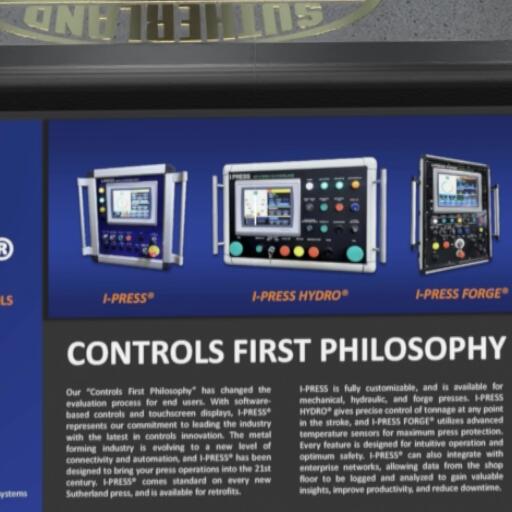 SUTHERLAND
I-PRESS
I-PRESS
®
LS
I-PRESS®
I-PRESS HYDRO®
I-PRESS FORGE®
CONTROLS FIRST PHILOSOPHY
Our "Controls First Philosophy" has changed the
evaluation process for end users. With software-
based controls and touchscreen displays, I-PRESS®
represents our commitment to leading the industry
with the latest in controls innovation. The metal
forming industry is evolving to a new level of
connectivity and automation, and I-PRESS® has been
designed to bring your press operations into the 21st
century. I-PRESS® comes standard on every new
Sutherland press, and is available for retrofits.
I-PRESS is fully customizable, and is available for
mechanical, hydraulic, and forge presses. I-PRESS
HYDRO® gives precise control of tonnage at any point
in the stroke, and I-PRESS FORGE® utilizes advanced
temperature sensors for maximum press protection.
Every feature is designed for intuitive operation and
optimum safety. I-PRESS® can also integrate with
enterprise networks, allowing data from the shop
floor to be logged and analyzed to gain valuable
insights, improve productivity, and reduce downtime.
ystems